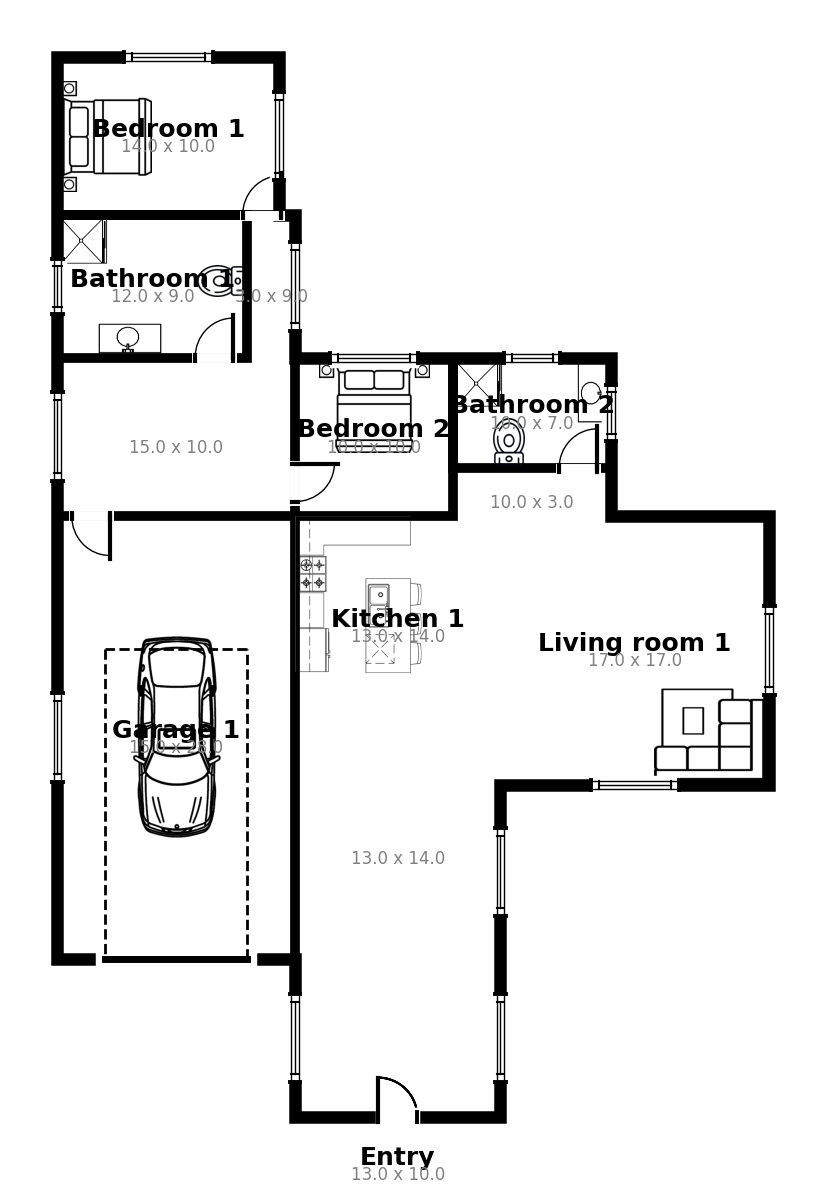 Bedroom 1
14.0 x 10.0
Bathroom 1
12.0 x 9.0
3.0 x 9.0
Bathroom 2
10.0 x 7.0
Bedroom 2
10.0 x 10.0
15.0 x 10.0
10.0 x 3.0
Kitchen 1
13.0 x 14.0
Living room 1
17.0 x 17.0
Garage 1
15.0 x 28.0
13.0 x 14.0
Entry
13.0 x 10.0